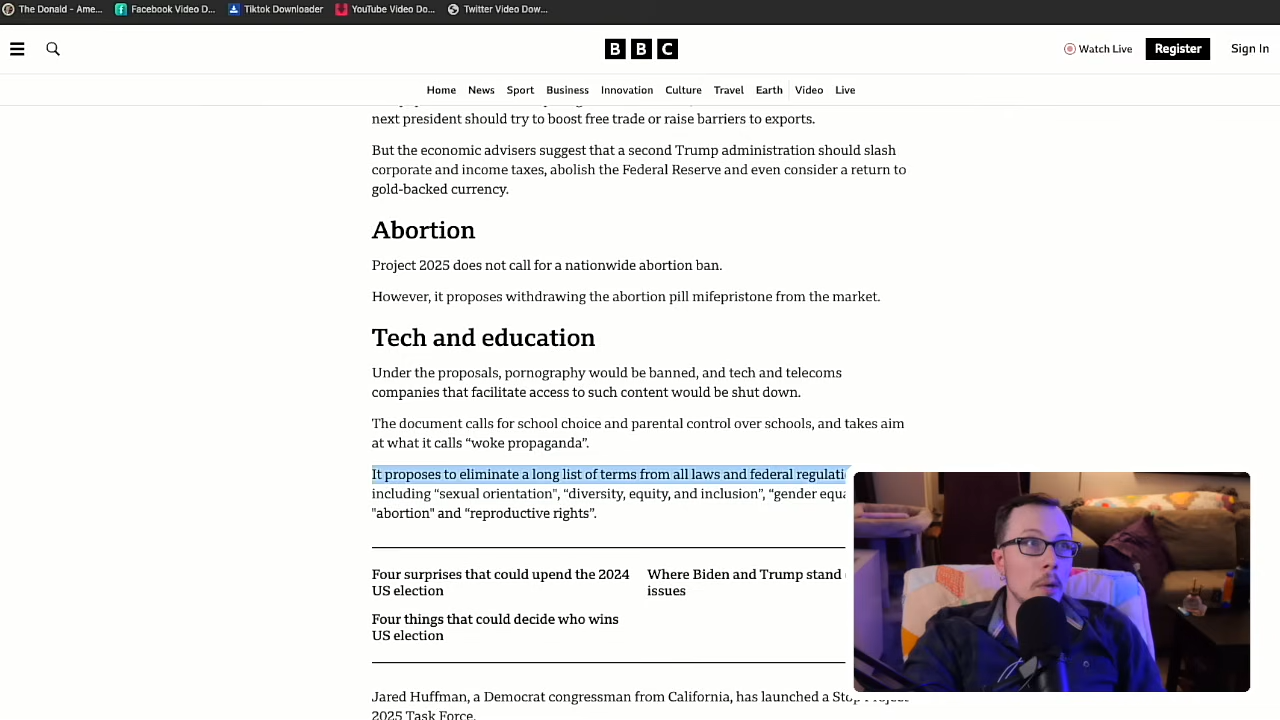 The Donald - Ame...
Facebook Video D...
Tiktok Downloader
YouTube Video Do...
Twitter Video Dow...
BBC
Watch Live
Register
Sign In
Home
News
Sport
Business
Innovation
Culture
Travel
Earth
Video
Live
next president should try to boost free trade or raise barriers to exports.
But the economic advisers suggest that a second Trump administration should slash
corporate and income taxes, abolish the Federal Reserve and even consider a return to
gold-backed currency.
Abortion
Project 2025 does not call for a nationwide abortion ban.
However, it proposes withdrawing the abortion pill mifepristone from the market.
Tech and education
Under the proposals, pornography would be banned, and tech and telecoms
companies that facilitate access to such content would be shut down.
The document calls for school choice and parental control over schools, and takes aim
at what it calls “woke propaganda”.
It proposes to eliminate a long list of terms from all laws and federal regulati
including “sexual orientation", “diversity, equity, and inclusion”, “gender equa
"abortion" and “reproductive rights”.
Four surprises that could upend the 2024
US election
Where Biden and Trump stand
issues
Four things that could decide who wins
US election
Jared Huffman, a Democrat congressman from California, has launched a Stop Project
2025 Task Force,